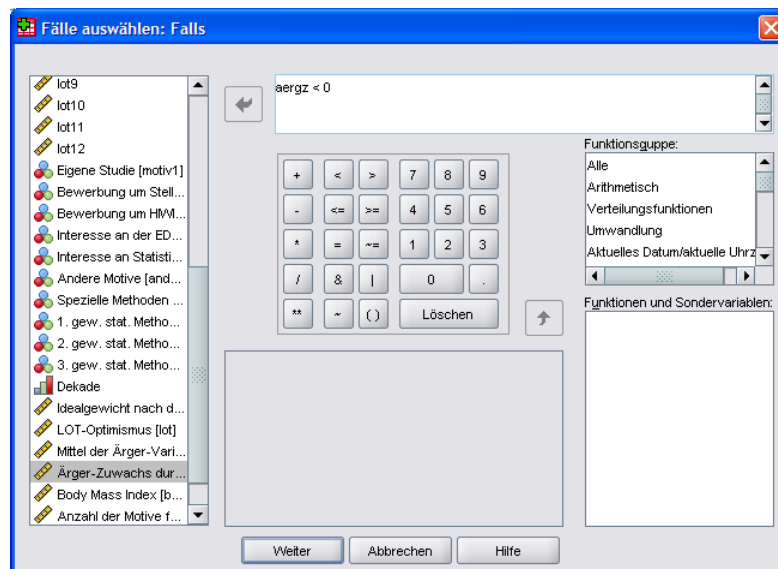 Fälle auswählen: Falls
lot9
lot10
lot11
lot12
Eigene Studie [motiv1]
Bewerbung um Stell...
Bewerbung um HIWI...
Interesse an der ED...
Interesse an Statisti...
Andere Motive [and...
Spezielle Methoden ...
1. gew. stat. Metho...
2. gew. stat. Metho...
3. gew. stat. Metho...
Dekade
Idealgewicht nach d...
LOT-Optimismus [lot]
Mittel der Ärger-Vari...
Ärger-Zuwachs dur...
Body Mass Index [b...
Anzahl der Motive f...
aergz < 0
+ < > 7 8 9
- <= >= 4 5 6
* = ~= 1 2 3
/ & | 0 .
** ~ ( ) Löschen
Funktionsgruppe:
Alle
Arithmetisch
Verteilungsfunktionen
Umwandlung
Aktuelles Datum/aktuelle Uhrz
Funktionen und Sondervariablen:
Weiter Abbrechen Hilfe